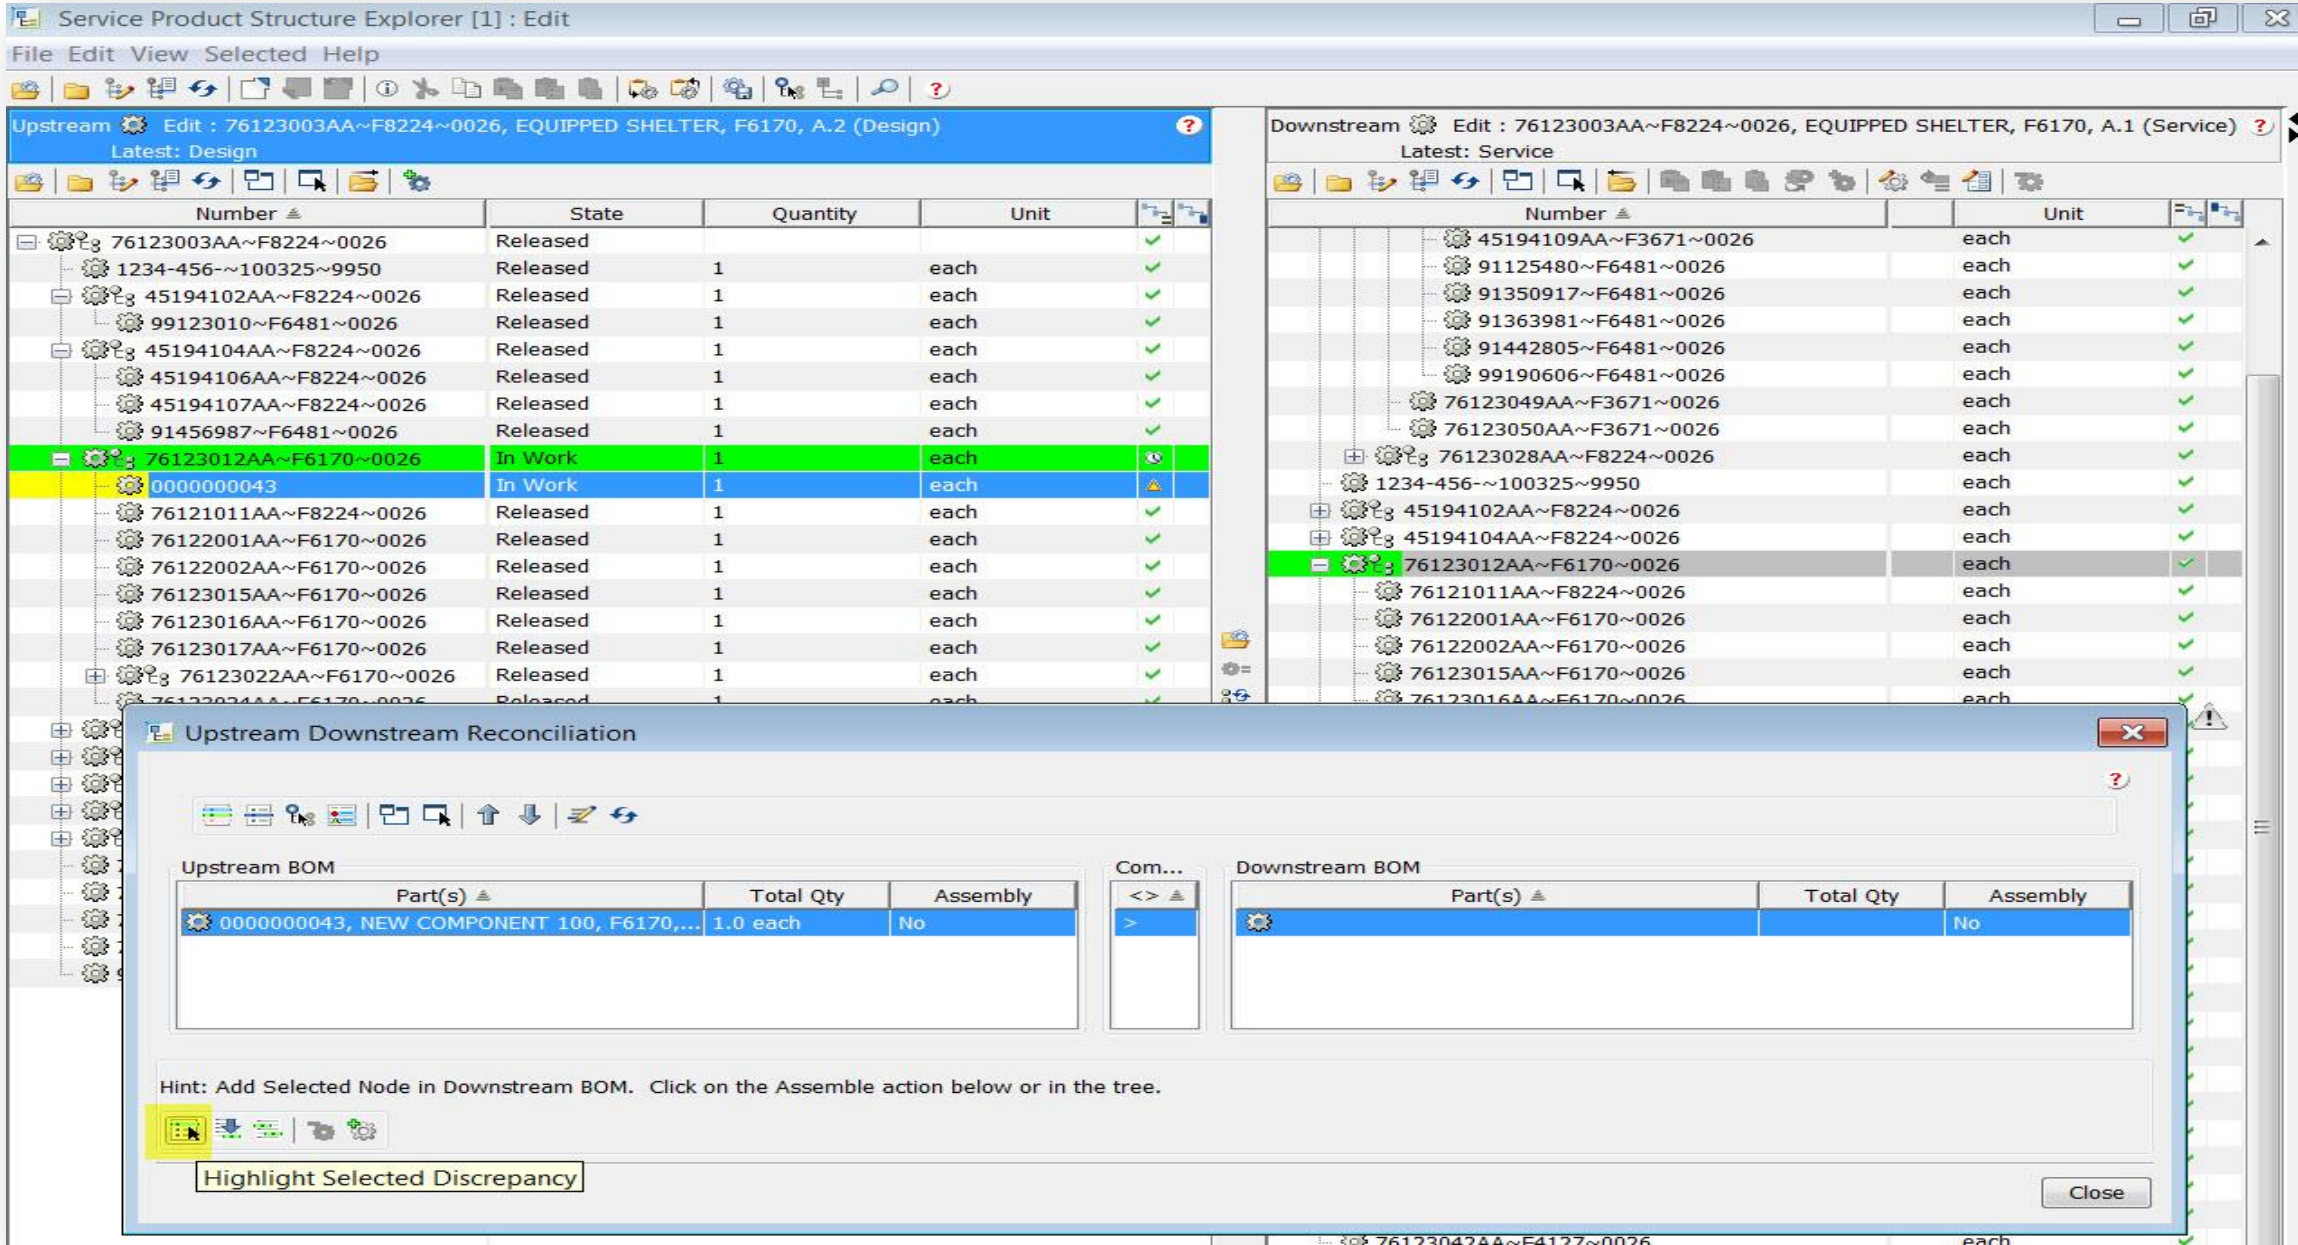 Service Product Structure Explorer [1] : Edit
File Edit View Selected Help
Upstream Edit : 76123003AA~F8224~0026, EQUIPPED SHELTER, F6170, A.2 (Design)
Latest: Design
Number State Quantity Unit
76123003AA~F8224~0026 Released
1234-456-~100325~9950 Released 1 each
45194102AA~F8224~0026 Released 1 each
99123010~F6481~0026 Released 1 each
45194104AA~F8224~0026 Released 1 each
45194106AA~F8224~0026 Released 1 each
45194107AA~F8224~0026 Released 1 each
91456987~F6481~0026 Released 1 each
76123012AA~F6170~0026 In Work 1 each
0000000043 In Work 1 each
76121011AA~F8224~0026 Released 1 each
76122001AA~F6170~0026 Released 1 each
76122002AA~F6170~0026 Released 1 each
76123015AA~F6170~0026 Released 1 each
76123016AA~F6170~0026 Released 1 each
76123017AA~F6170~0026 Released 1 each
76123022AA~F6170~0026 Released 1 each
Released 1 each
Downstream Edit : 76123003AA~F8224~0026, EQUIPPED SHELTER, F6170, A.1 (Service)
Latest: Service
Number Unit
45194109AA~F3671~0026 each
91125480~F6481~0026 each
91350917~F6481~0026 each
91363981~F6481~0026 each
91442805~F6481~0026 each
99190606~F6481~0026 each
76123049AA~F3671~0026 each
76123050AA~F3671~0026 each
76123028AA~F8224~0026 each
1234-456-~100325~9950 each
45194102AA~F8224~0026 each
45194104AA~F8224~0026 each
76123012AA~F6170~0026 each
76121011AA~F8224~0026 each
76122001AA~F6170~0026 each
76122002AA~F6170~0026 each
76123015AA~F6170~0026 each
76123016AA~F6170~0026 each
Upstream Downstream Reconciliation
Upstream BOM
Part(s) Total Qty Assembly
0000000043, NEW COMPONENT 100, F6170,... 1.0 each No
Com...
<>
>
Downstream BOM
Part(s) Total Qty Assembly
No
Hint: Add Selected Node in Downstream BOM. Click on the Assemble action below or in the tree.
Highlight Selected Discrepancy
Close
76123042AA~F4127~0026 each